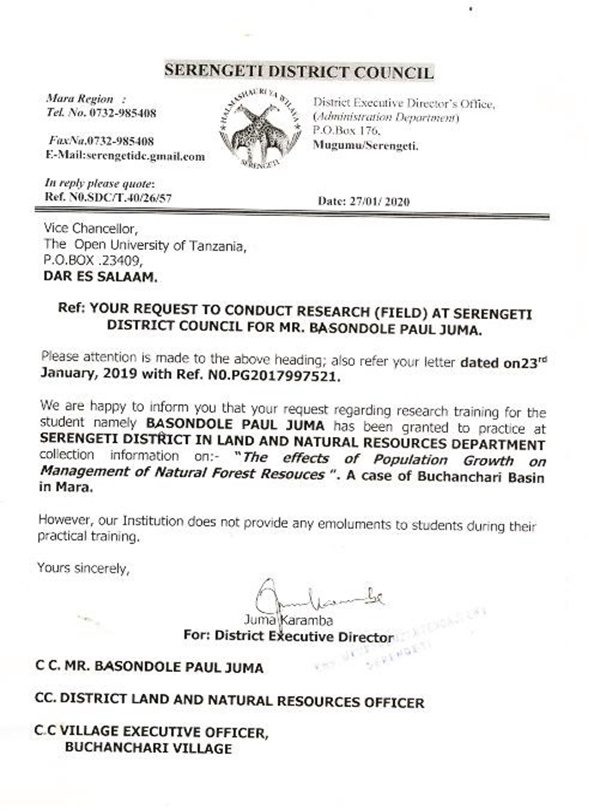 SERENGETI DISTRICT COUNCIL
Mara Region :
Tel. No. 0732-985408
FaxNa.0732-985408
E-Mail:serengetidc.gmail.com
In reply please quote:
Ref. N0.SDC/T.40/26/57
HALMASHAURI YA WILAYA
SERENGETI
District Executive Director's Office,
(Administration Department)
P.O.Box 176,
Mugumu/Serengeti.
Date: 27/01/ 2020
Vice Chancellor,
The Open University of Tanzania,
P.O.BOX .23409,
DAR ES SALAAM.
Ref: YOUR REQUEST TO CONDUCT RESEARCH (FIELD) AT SERENGETI
DISTRICT COUNCIL FOR MR. BASONDOLE PAUL JUMA.
Please attention is made to the above heading; also refer your letter dated on23rd
January, 2019 with Ref. N0.PG2017997521.
We are happy to inform you that your request regarding research training for the
student namely BASONDOLE PAUL JUMA has been granted to practice at
SERENGETI DISTRICT IN LAND AND NATURAL RESOURCES DEPARTMENT
collection information on:- "The effects of Population Growth on
Management of Natural Forest Resouces ". A case of Buchanchari Basin
in Mara.
However, our Institution does not provide any emoluments to students during their
practical training.
Yours sincerely,
Juma Karamba
For: District Executive Director
SERENGETI
C C. MR. BASONDOLE PAUL JUMA
CC. DISTRICT LAND AND NATURAL RESOURCES OFFICER
C.C VILLAGE EXECUTIVE OFFICER,
BUCHANCHARI VILLAGE